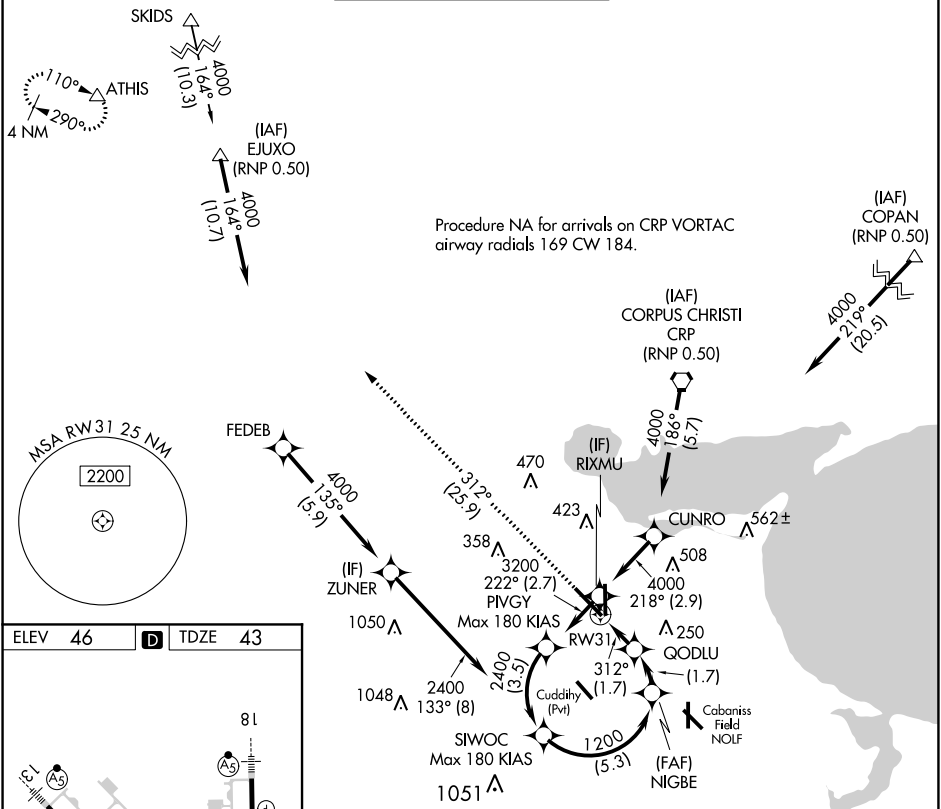 SKIDS
4000
164°
(10.3)
110°
ATHIS
290°
4 NM
(IAF)
EJUXO
(RNP 0.50)
4000
164°
(10.7)
Procedure NA for arrivals on CRP VORTAC
airway radials 169 CW 184.
(IAF)
COPAN
(RNP 0.50)
4000
219°
(20.5)
(IAF)
CORPUS CHRISTI
CRP
(RNP 0.50)
4000
186°
(5.7)
MSA RW31 25 NM
2200
FEDEB
4000
135°
(5.9)
312°
(25.9)
(IF)
RIXMU
470
423
CUNRO
562±
358
508
(IF)
ZUNER
3200
222° (2.7)
PIVGY
Max 180 KIAS
4000
218° (2.9)
1050
RW31
250
QODLU
312°
(1.7)
(1.7)
2400
(3.5)
Cuddihy
(Pvt)
1048
2400
133° (8)
Cabaniss
Field
NOLF
SIWOC
Max 180 KIAS
1200
(5.3)
(FAF)
NIGBE
1051
ELEV 46 D TDZE 43
18
A5
13
A5